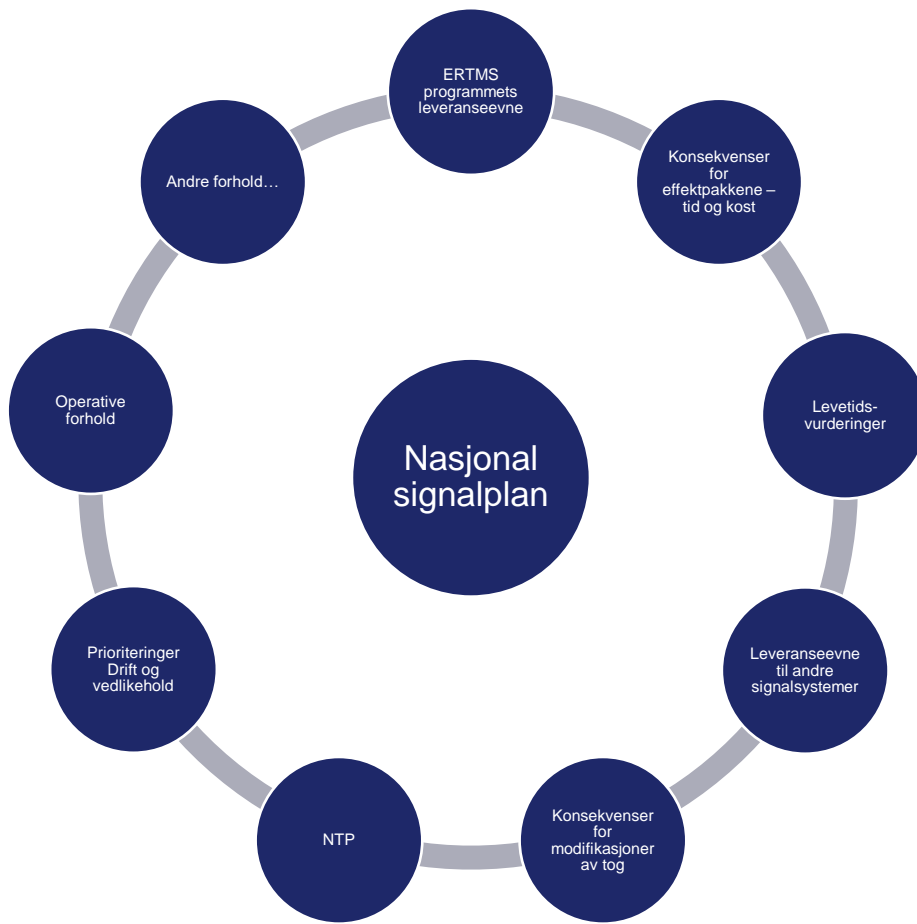 ERTMS
programmets
leveranseevne
Konsekvenser
for
effektpakkene –
tid og kost
Levetids-
vurderinger
Leveranseevne
til andre
signalsystemer
Konsekvenser
for
modifikasjoner
av tog
NTP
Prioriteringer
Drift og
vedlikehold
Operative
forhold
Andre forhold…
Nasjonal
signalplan